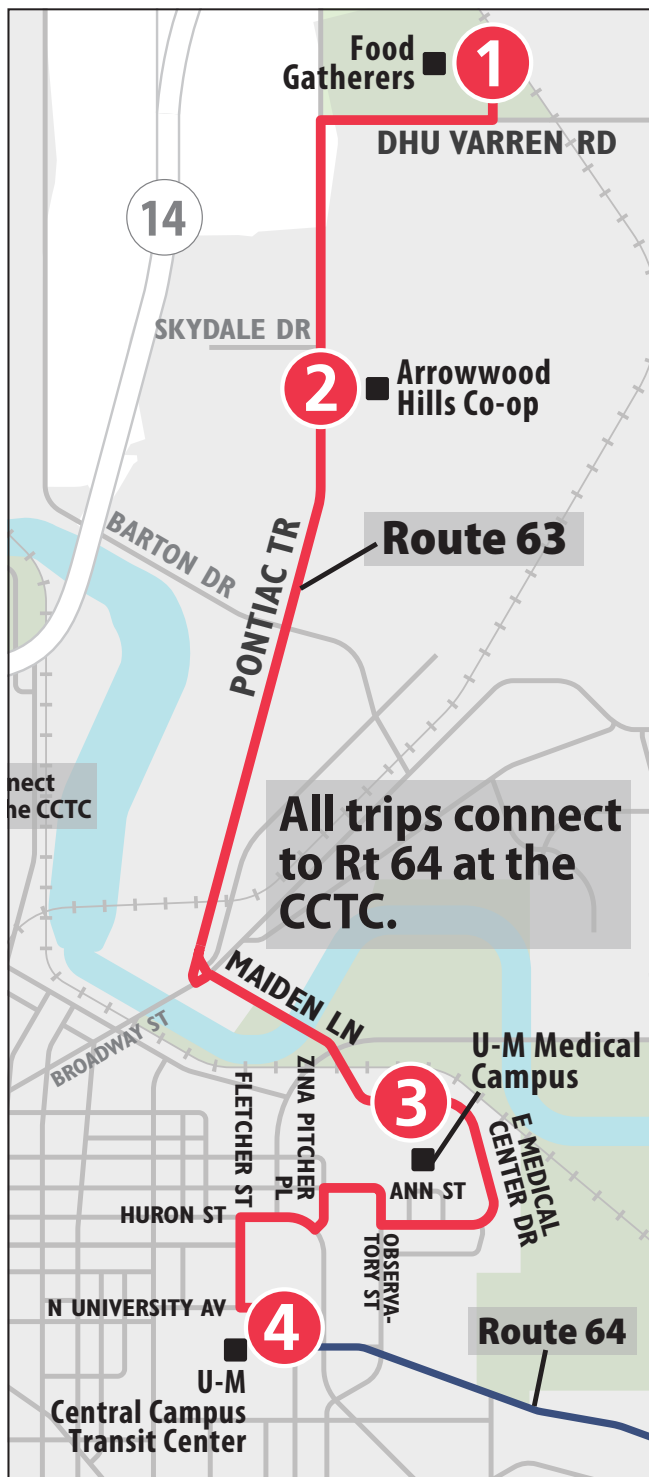 Food
Gatherers
1
DHU VARREN RD
14
SKYDALE DR
2
Arrowwood
Hills Co-op
BARTON DR
PONTIAC TR
Route 63
nect
he CCTC
All trips connect
to Rt 64 at the
CCTC.
MAIDEN LN
BROADWAY ST
U-M Medical
Campus
3
FLETCHER ST
ZINA PITCHER
PL
E MEDICAL
CENTER DR
ANN ST
HURON ST
OBSERVA-
TORY ST
N UNIVERSITY AV
4
Route 64
U-M
Central Campus
Transit Center